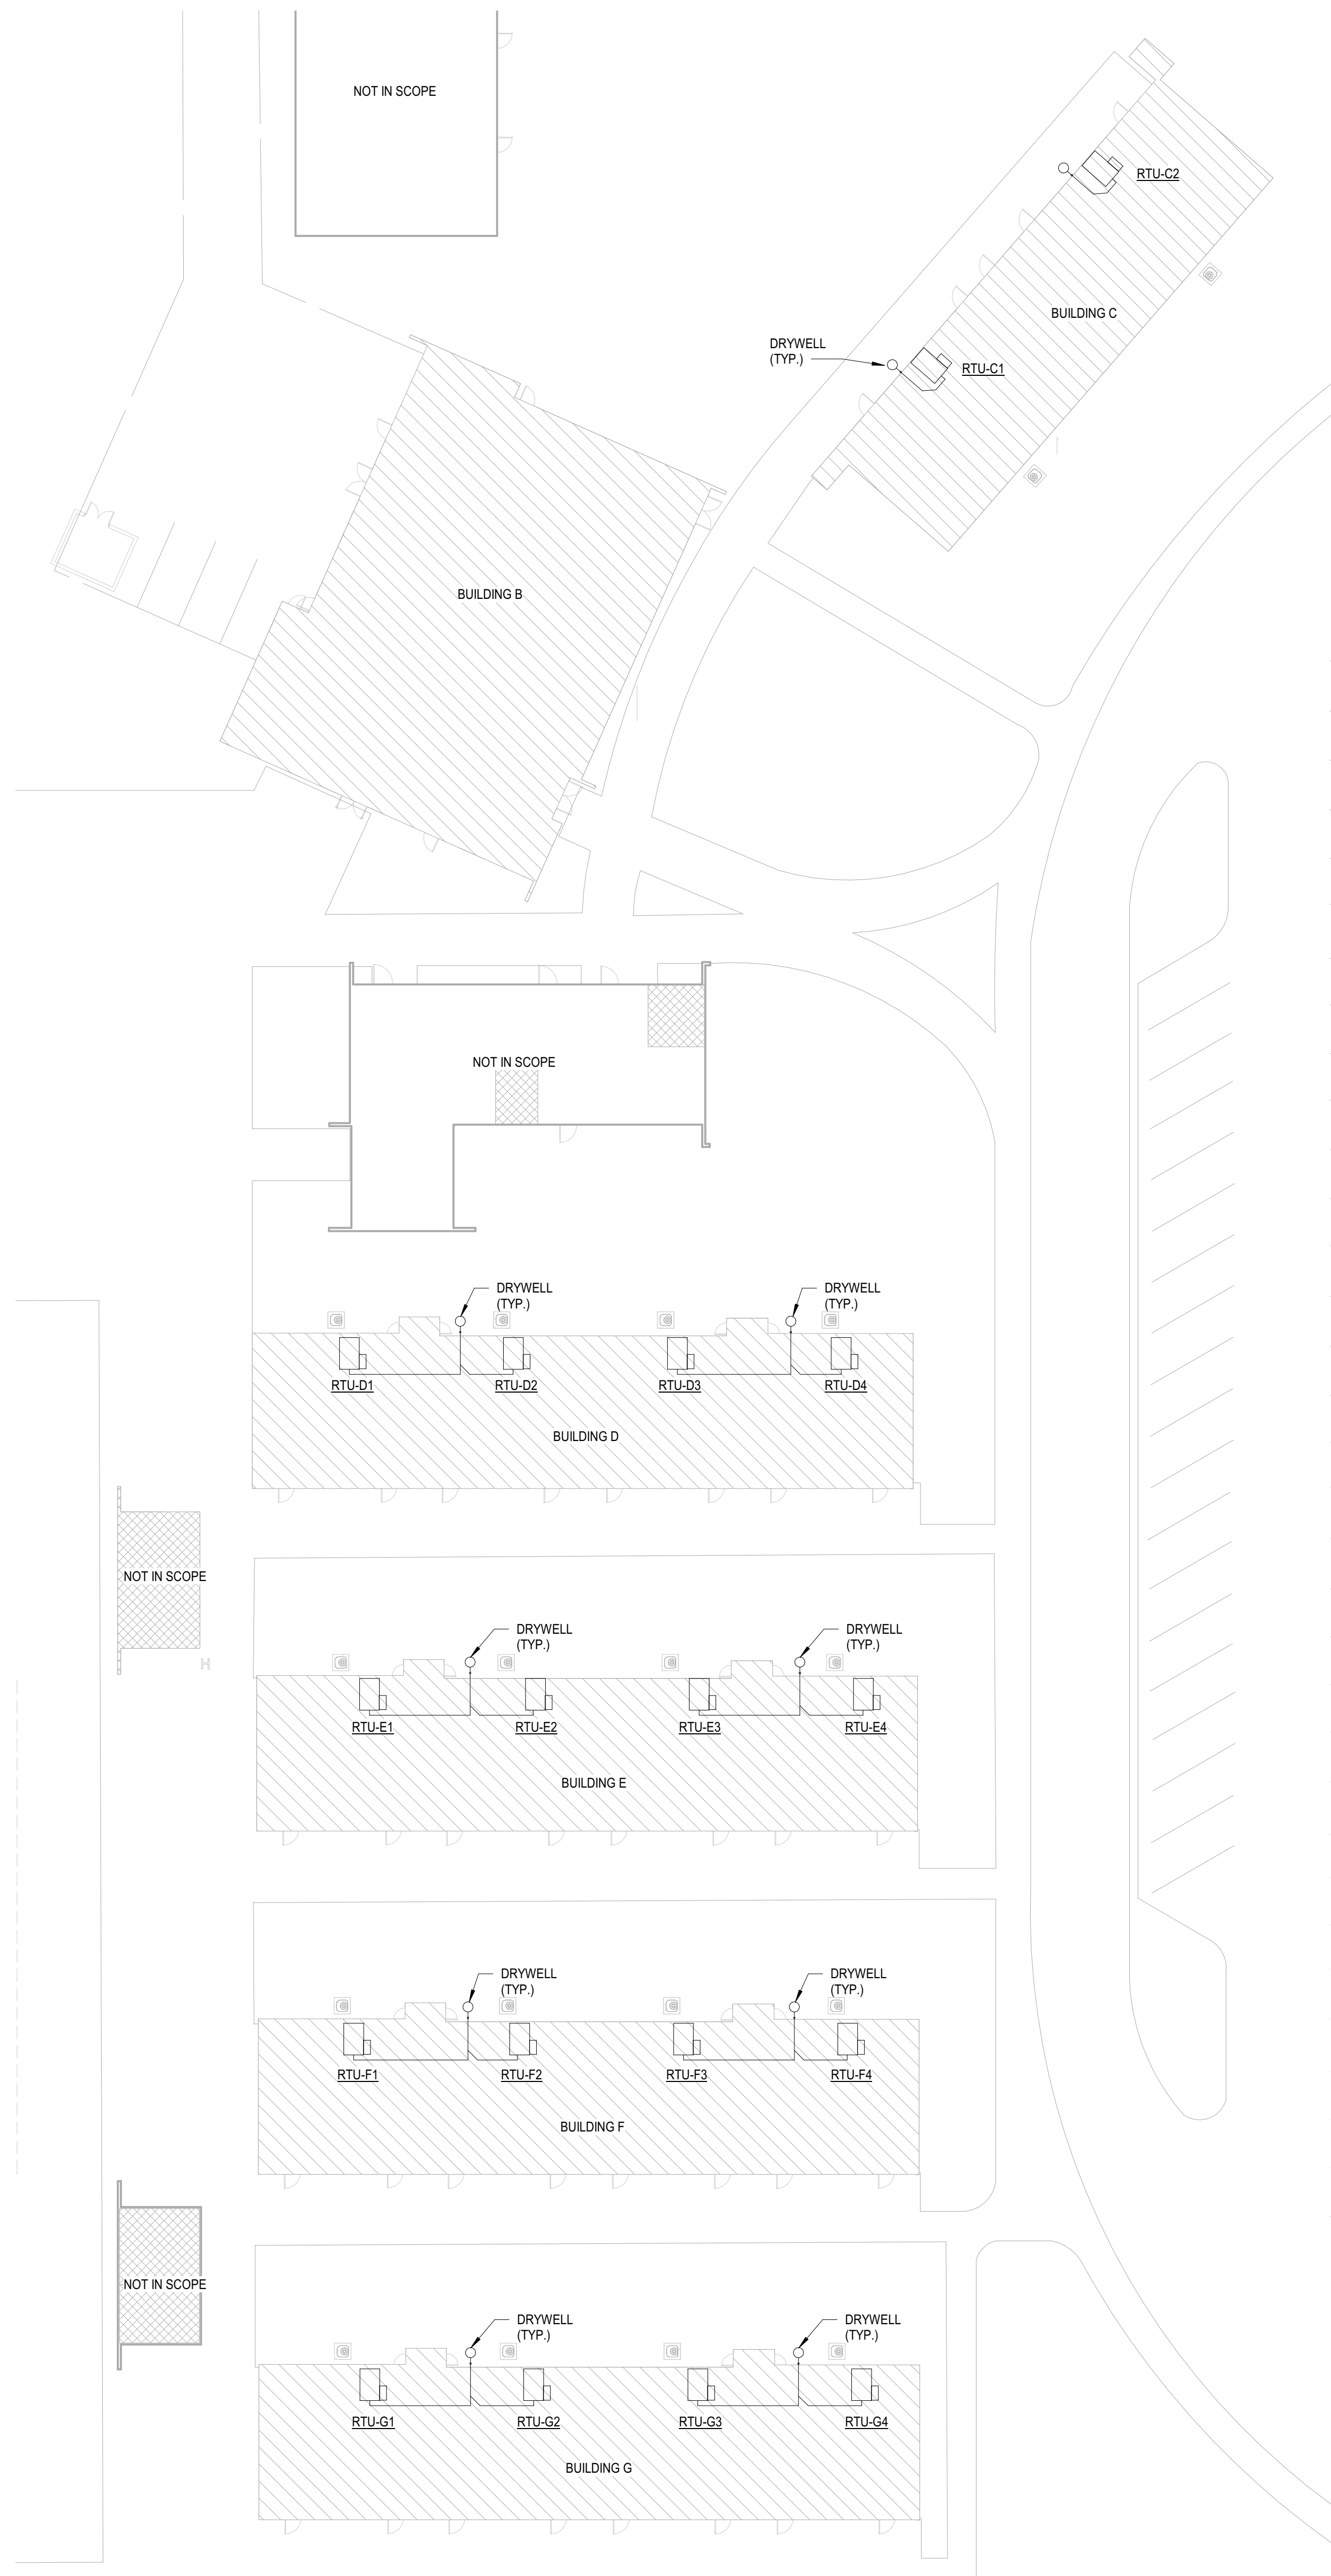 NOT IN SCOPE
RTU-C2
BUILDING C
DRYWELL
(TYP.)
RTU-C1
BUILDING B
NOT IN SCOPE
DRYWELL
(TYP.)
DRYWELL
(TYP.)
RTU-D1
RTU-D2
RTU-D3
RTU-D4
BUILDING D
NOT IN SCOPE
DRYWELL
(TYP.)
DRYWELL
(TYP.)
RTU-E1
RTU-E2
RTU-E3
RTU-E4
BUILDING E
DRYWELL
(TYP.)
DRYWELL
(TYP.)
RTU-F1
RTU-F2
RTU-F3
RTU-F4
BUILDING F
NOT IN SCOPE
DRYWELL
(TYP.)
DRYWELL
(TYP.)
RTU-G1
RTU-G2
RTU-G3
RTU-G4
BUILDING G